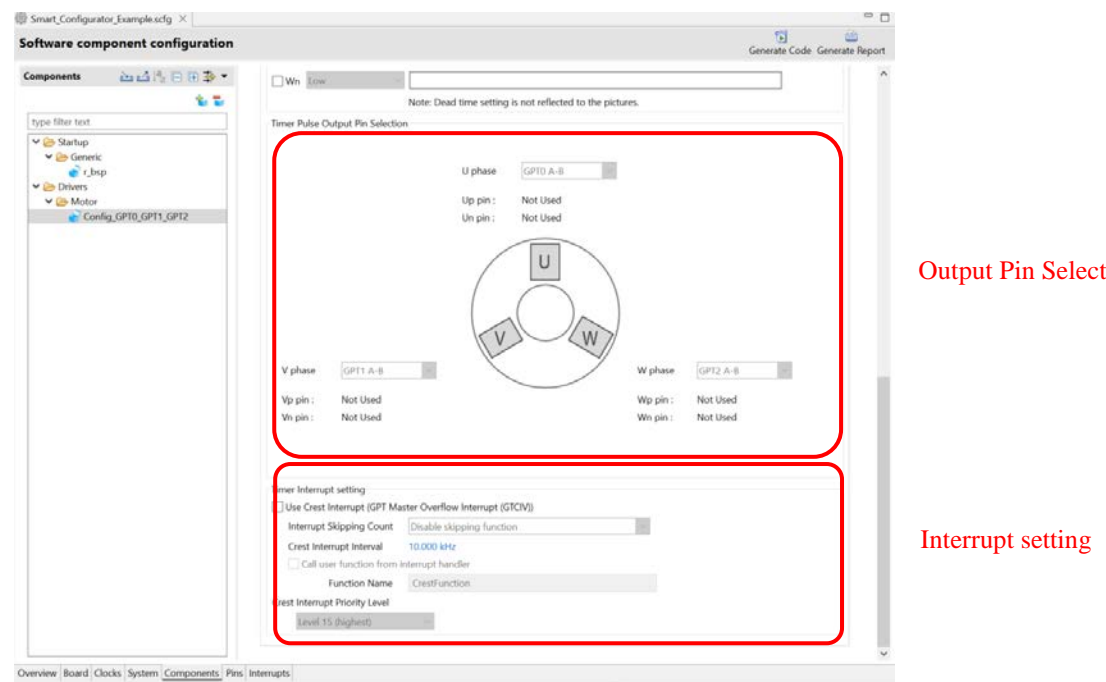 Smart_Configurator_Example.scfg
Software component configuration
Generate Code Generate Report
Components
type filter text
Startup
Generic
r_bsp
Drivers
Motor
Config_GPT0_GPT1_GPT2
Wn Low
Note: Dead time setting is not reflected to the pictures.
Timer Pulse Output Pin Selection
U phase GPT0 A-B
Up pin : Not Used
Un pin : Not Used
U
V W
V phase GPT1 A-B
Vp pin : Not Used
Vn pin : Not Used
W phase GPT2 A-B
Wp pin : Not Used
Wn pin : Not Used
Output Pin Select
Timer Interrupt setting
Use Crest Interrupt (GPT Master Overflow Interrupt (GTCIV))
Interrupt Skipping Count Disable skipping function
Crest Interrupt Interval 10.000 kHz
Call user function from interrupt handler
Function Name CrestFunction
Crest Interrupt Priority Level
Level 15 (highest)
Interrupt setting
Overview Board Clocks System Components Pins Interrupts